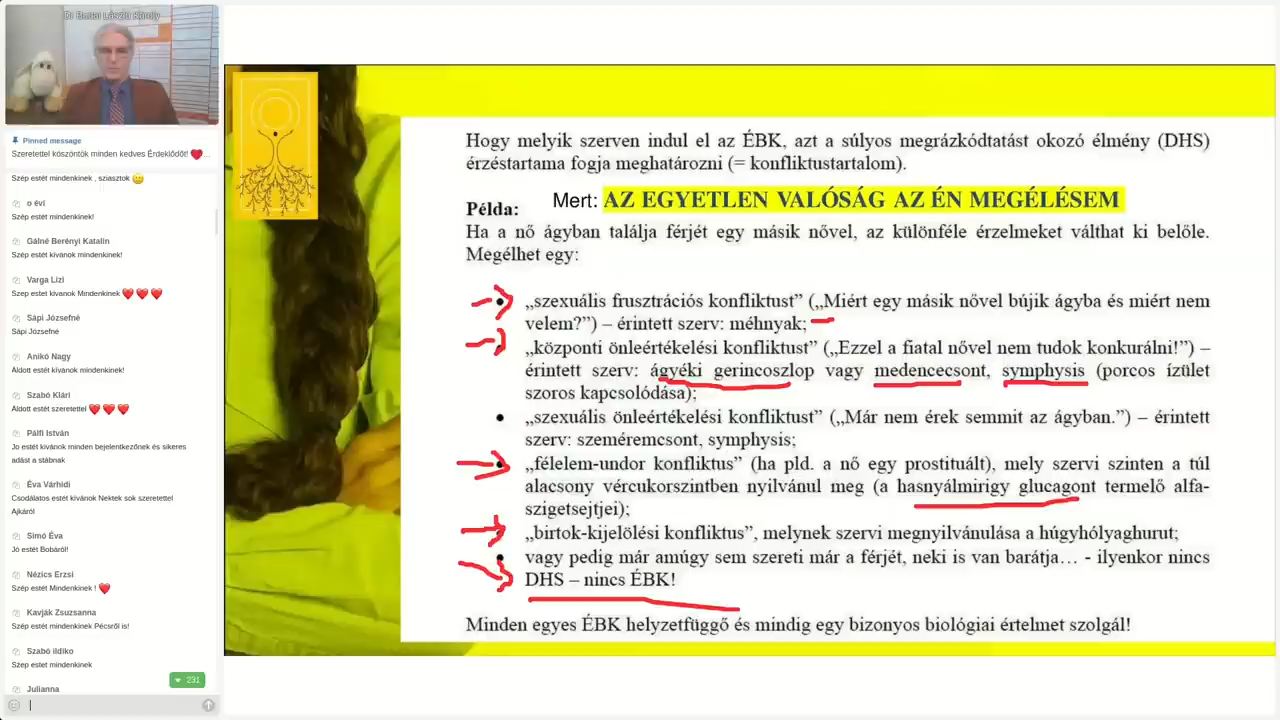 Dr Barnai László Károly
Pinned message
Szeretettel köszöntök minden kedves Érdeklődőt! ❤️...
Szép estét mindenkinek , sziasztok 🙂
o évi
Szép estét mindenkinek!
Gálné Berényi Katalin
Szép estét kívánok mindenkinek!
Varga Lizi
Szep estet kivanok Mindenkinek ❤️ ❤️ ❤️
Sápi Józsefné
Sápi Józsefné
Anikó Nagy
Áldott estét kívánok mindenkinek!
Szabó Klári
Áldott estét szeretettel ❤️ ❤️ ❤️
Pálfi István
Jo estét kivánok minden bejelentkezőnek és sikeres
adást a stábnak
Éva Várhidi
Csodálatos estét kívánok Nektek sok szeretettel
Ajkáról
Simó Éva
Jó estét Bobáról!
Nézics Erzsi
Szép estét Mindenkinek ! ❤️
Kavják Zsuzsanna
Szép estét mindenkinek Pécsről is!
Szabó ildiko
Szép estet mindenkinek
231
Julianna
Hogy melyik szerven indul el az ÉBK, azt a súlyos megrázkódtatást okozó élmény (DHS)
érzéstartama fogja meghatározni (= konfliktustartalom).
Mert: AZ EGYETLEN VALÓSÁG AZ ÉN MEGÉLÉSEM
Példa:
Ha a nő ágyban találja férjét egy másik nővel, az különféle érzelmeket válthat ki belőle.
Megélhet egy:
• „szexuális frusztrációs konfliktust” („Miért egy másik nővel bújik ágyba és miért nem
velem?”) – érintett szerv: méhnyak;
• „központi önleértékelési konfliktust” („Ezzel a fiatal nővel nem tudok konkurálni!”) –
érintett szerv: ágyéki gerincoszlop vagy medencecsont, symphysis (porcos ízület
szoros kapcsolódása);
• „szexuális önleértékelési konfliktust” („Már nem érek semmit az ágyban.”) – érintett
szerv: szeméremcsont, symphysis;
• „félelem-undor konfliktus” (ha pld. a nő egy prostituált), mely szervi szinten a túl
alacsony vércukorszintben nyilvánul meg (a hasnyálmirigy glucagont termelő alfa-
szigetsejtjei);
• „birtok-kijelölési konfliktus”, melynek szervi megnyilvánulása a húgyhólyaghurut;
• vagy pedig már amúgy sem szereti már a férjét, neki is van barátja… - ilyenkor nincs
DHS – nincs ÉBK!
Minden egyes ÉBK helyzetfüggő és mindig egy bizonyos biológiai értelmet szolgál!